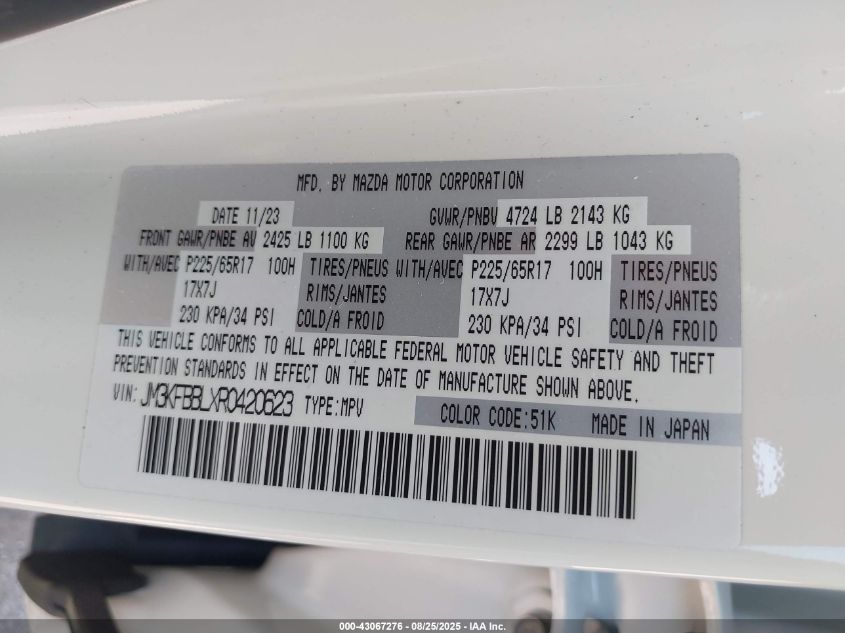 MFD. BY MAZDA MOTOR CORPORATION
DATE 11/23 GVWR/PNBV 4724 LB 2143 KG
FRONT GAWR/PNBE AV 2425 LB 1100 KG REAR GAWR/PNBE AR 2299 LB 1043 KG
WITH/AVEC P225/65R17 100H TIRES/PNEUS WITH/AVEC P225/65R17 100H TIRES/PNEUS
17X7J RIMS/JANTES 17X7J RIMS/JANTES
230 KPA/34 PSI COLD/A FROID 230 KPA/34 PSI COLD/A FROID
THIS VEHICLE CONFORMS TO ALL APPLICABLE FEDERAL MOTOR VEHICLE SAFETY AND THEFT
PREVENTION STANDARDS IN EFFECT ON THE DATE OF MANUFACTURE SHOWN ABOVE.
VIN: JM3KFBBLXR0420623 TYPE:MPV
COLOR CODE:51K MADE IN JAPAN
000-43067276 - 08/25/2025 - IAA Inc.